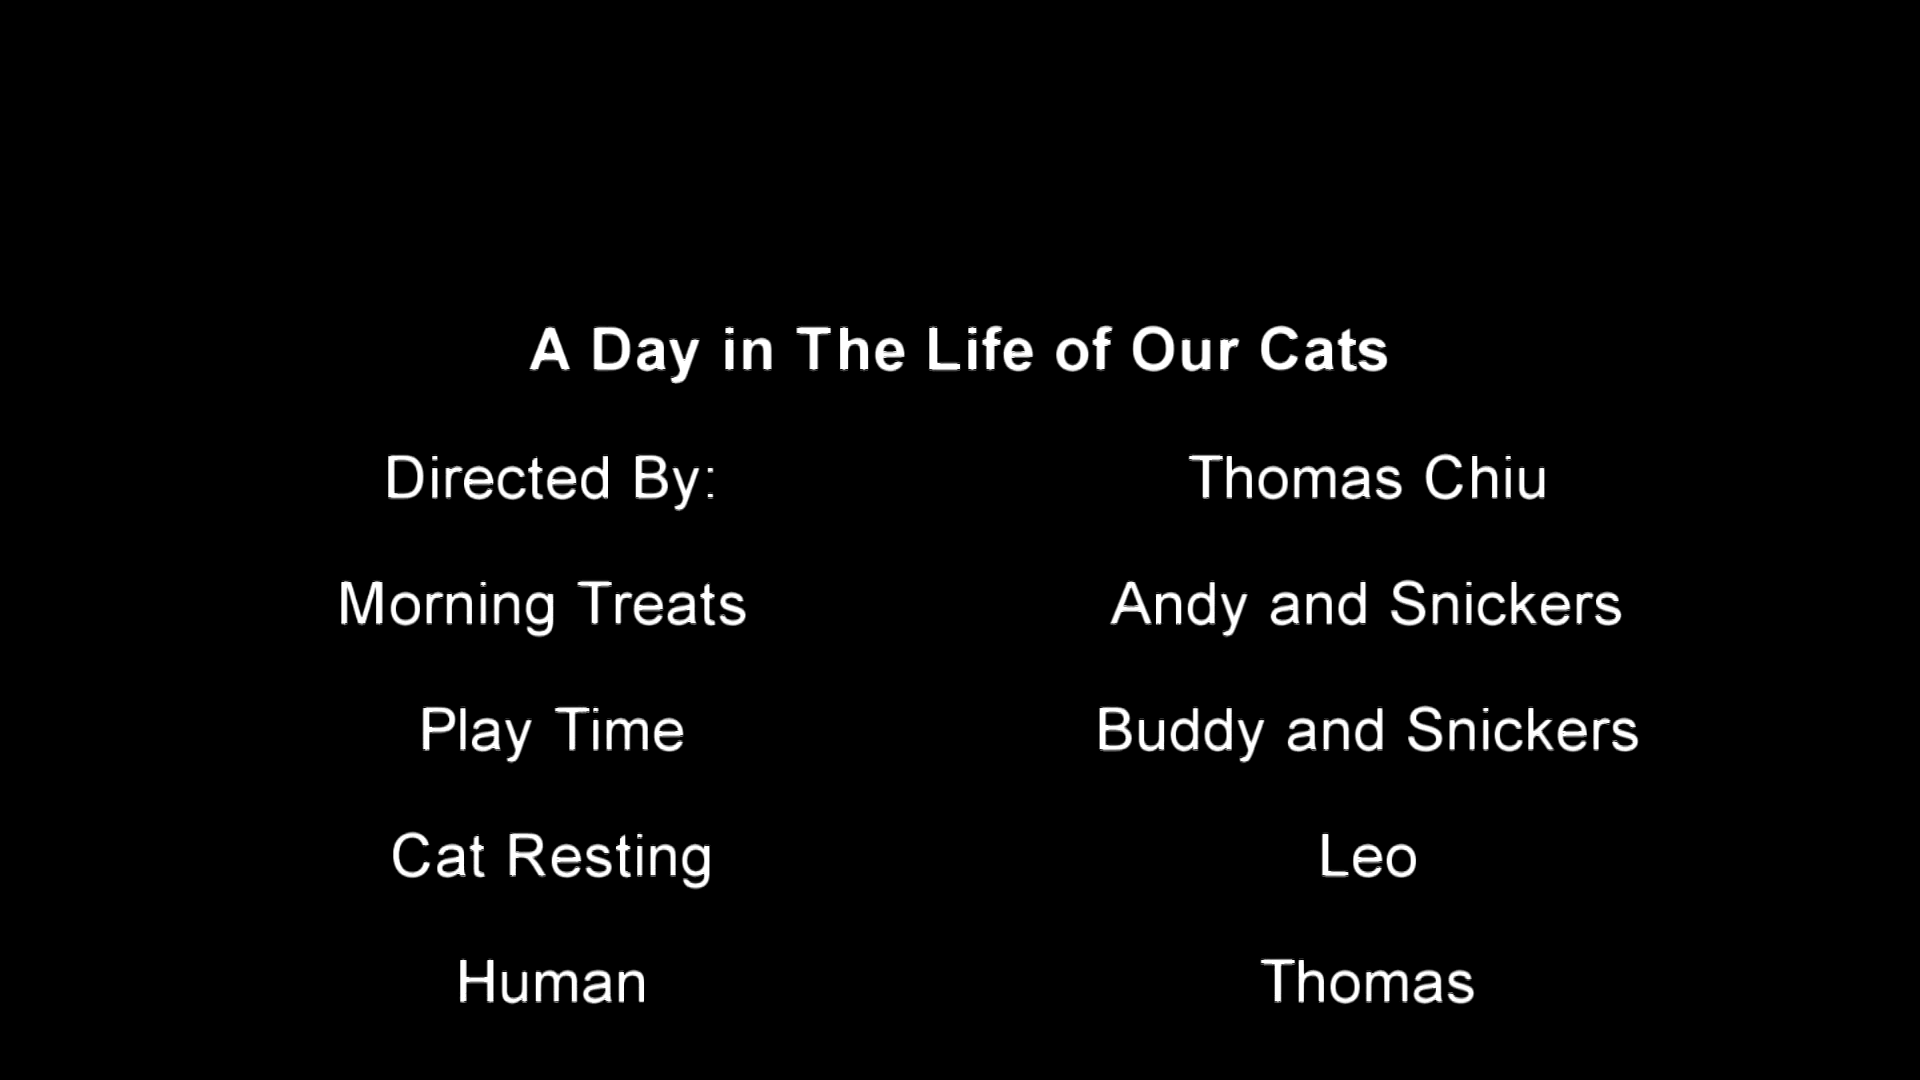 A Day in The Life of Our Cats
Directed By: Thomas Chiu
Morning Treats Andy and Snickers
Play Time Buddy and Snickers
Cat Resting Leo
Human Thomas